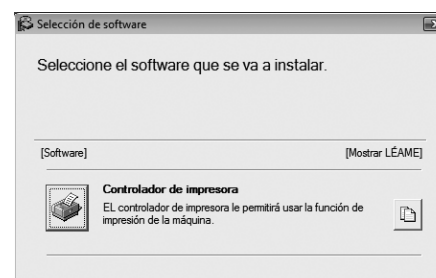 Selección de software
Seleccione el software que se va a instalar.
[Software] [Mostrar LÉAME]
Controlador de impresora
EL controlador de impresora le permitirá usar la función de
impresión de la máquina.